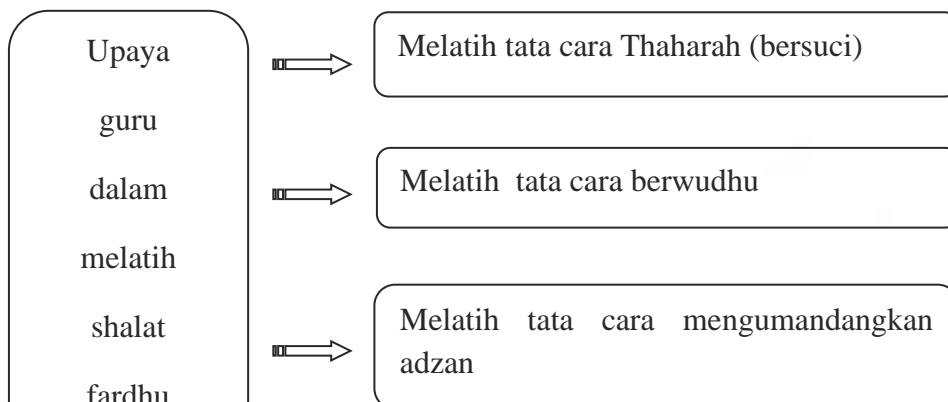 Upaya
guru
dalam
melatih
shalat
fardhu
Melatih tata cara Thaharah (bersuci)
Melatih tata cara berwudhu
Melatih tata cara mengumandangkan
adzan